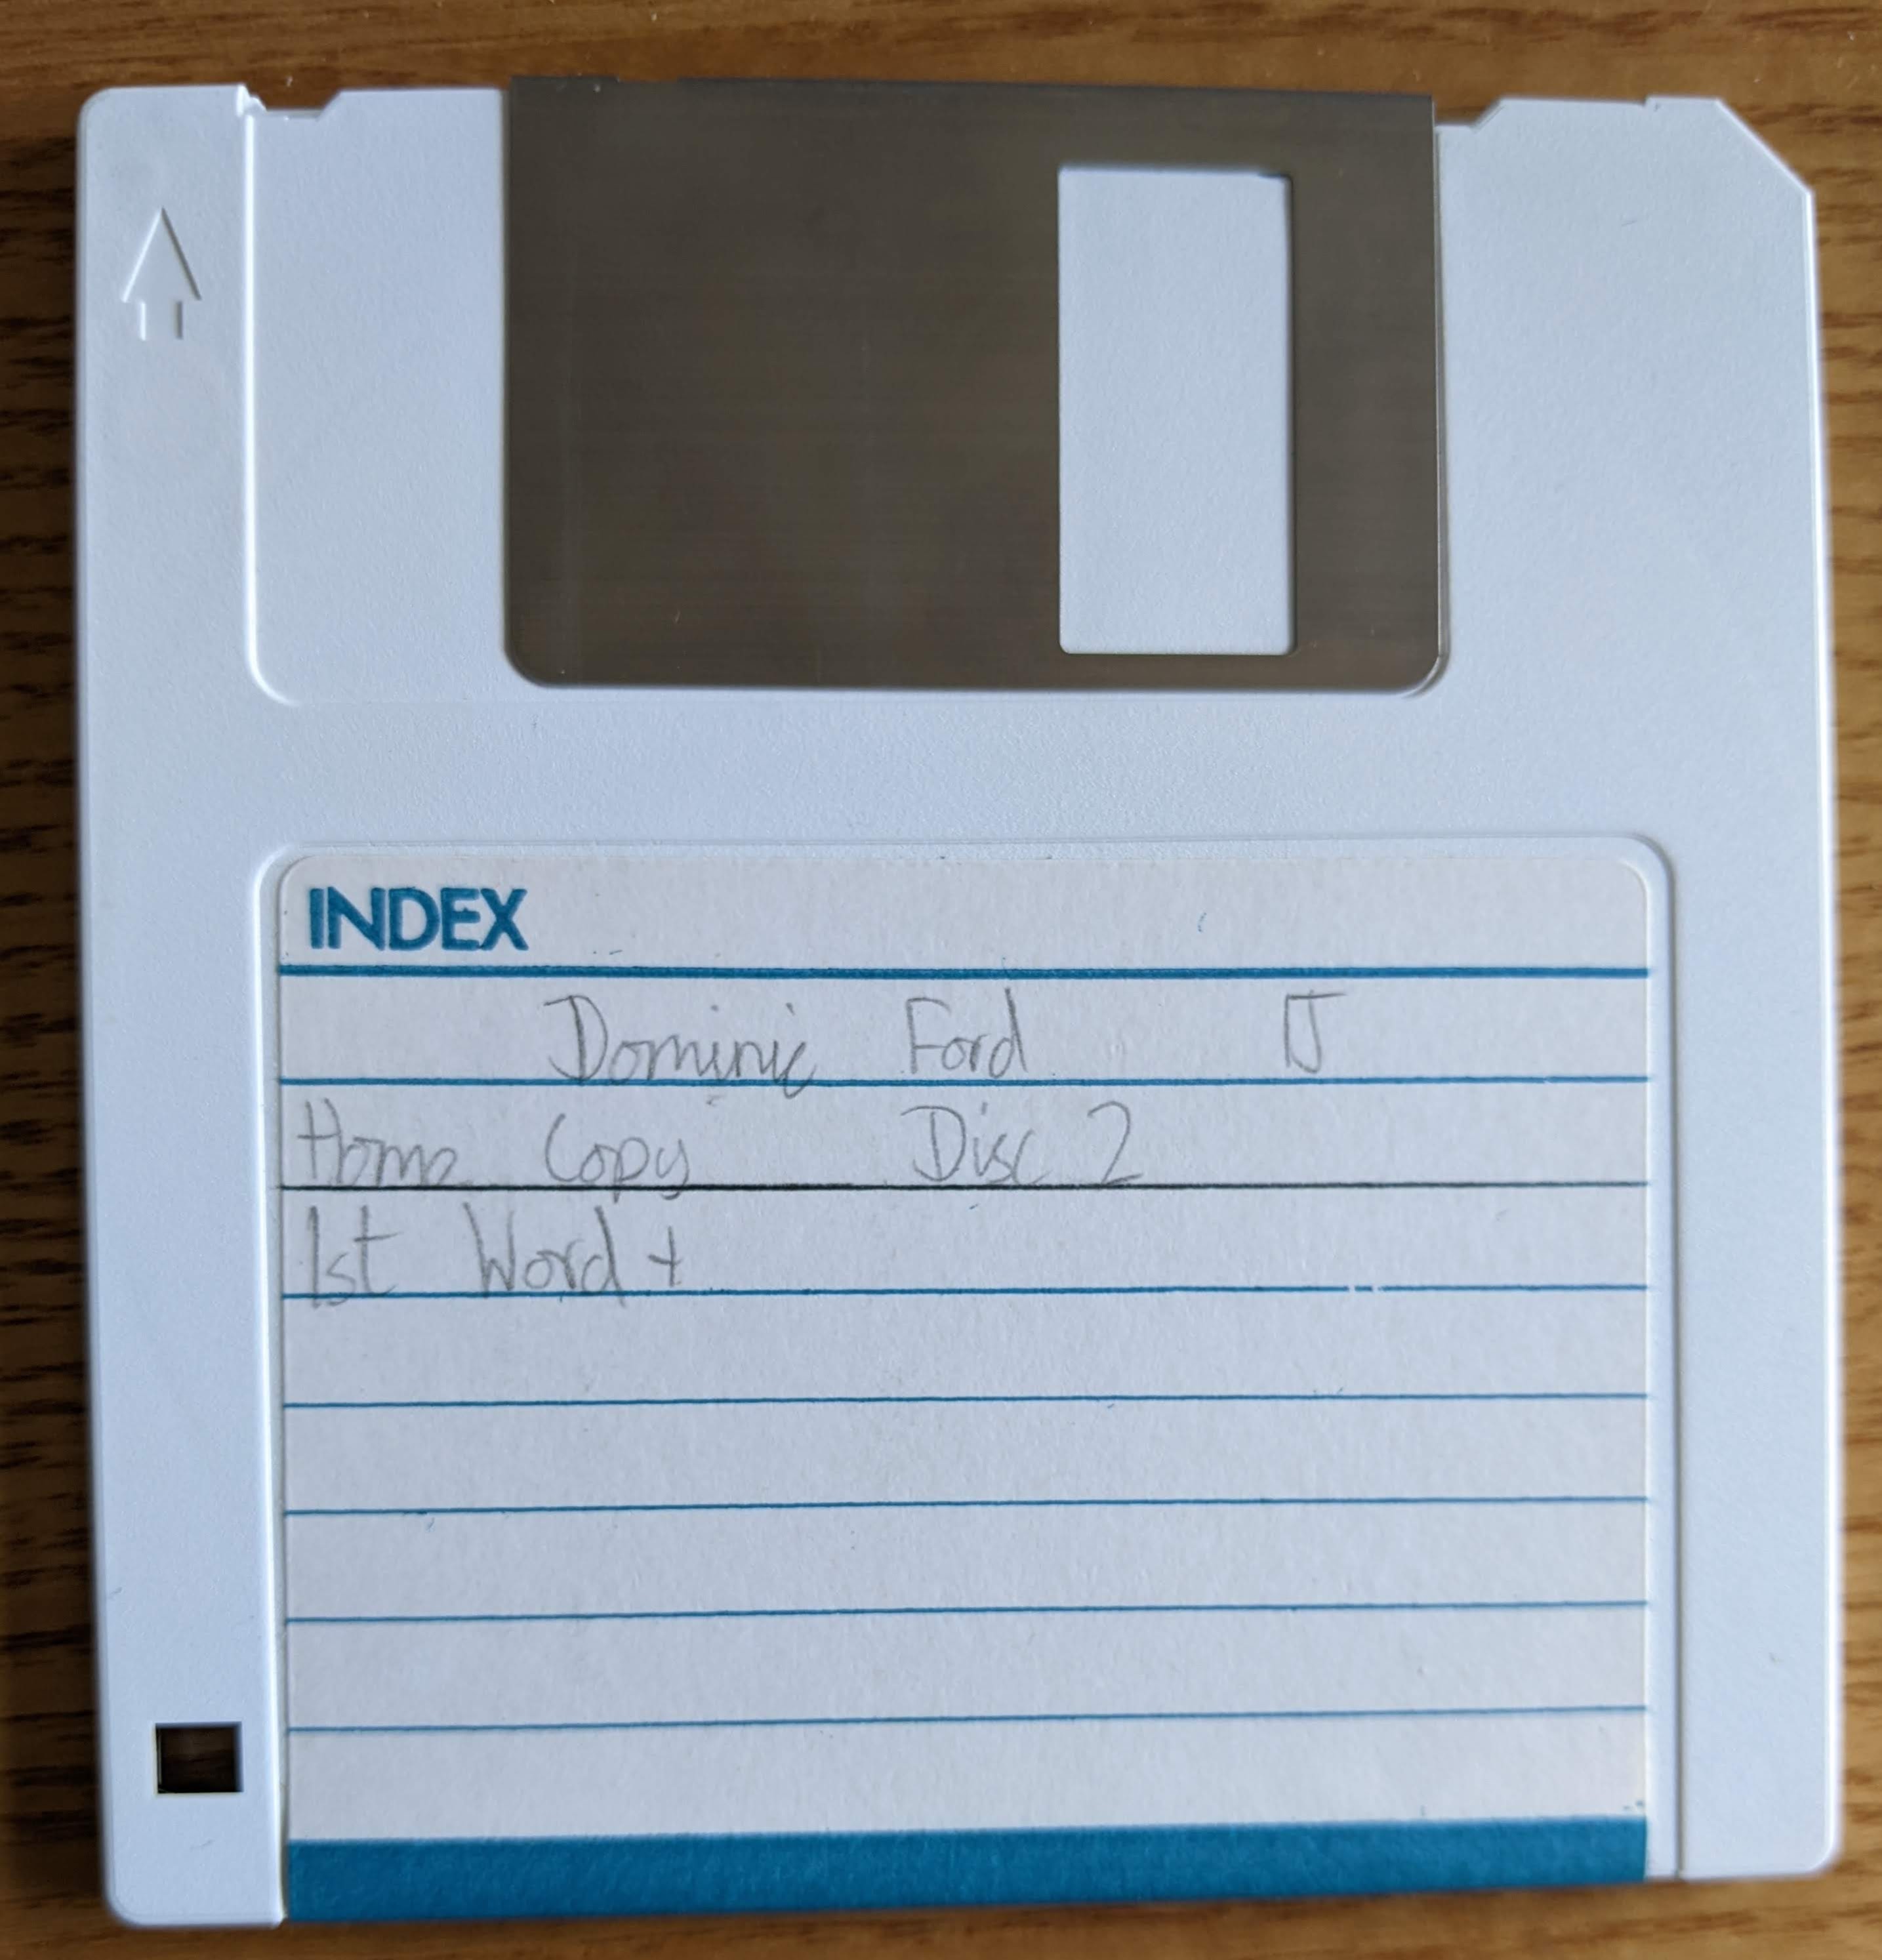 INDEX
Dominic Ford IJ
Home Copy Disc 2
1st Word +